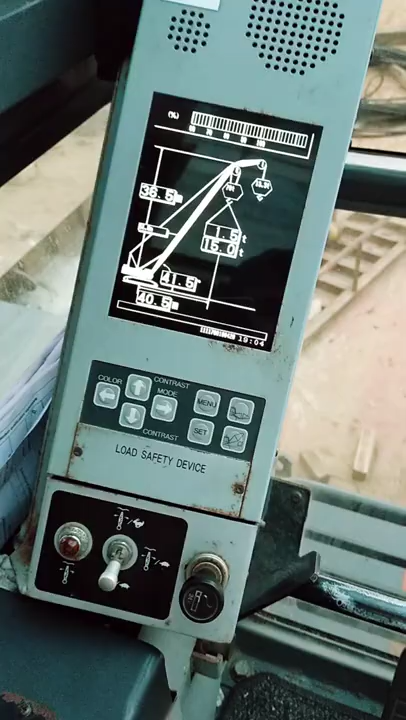 (%)
36.5m
1.5t
16.0t
41.5°
40.5m
19:04
COLOR
CONTRAST
MODE
MENU
SET
CONTRAST
LOAD SAFETY DEVICE